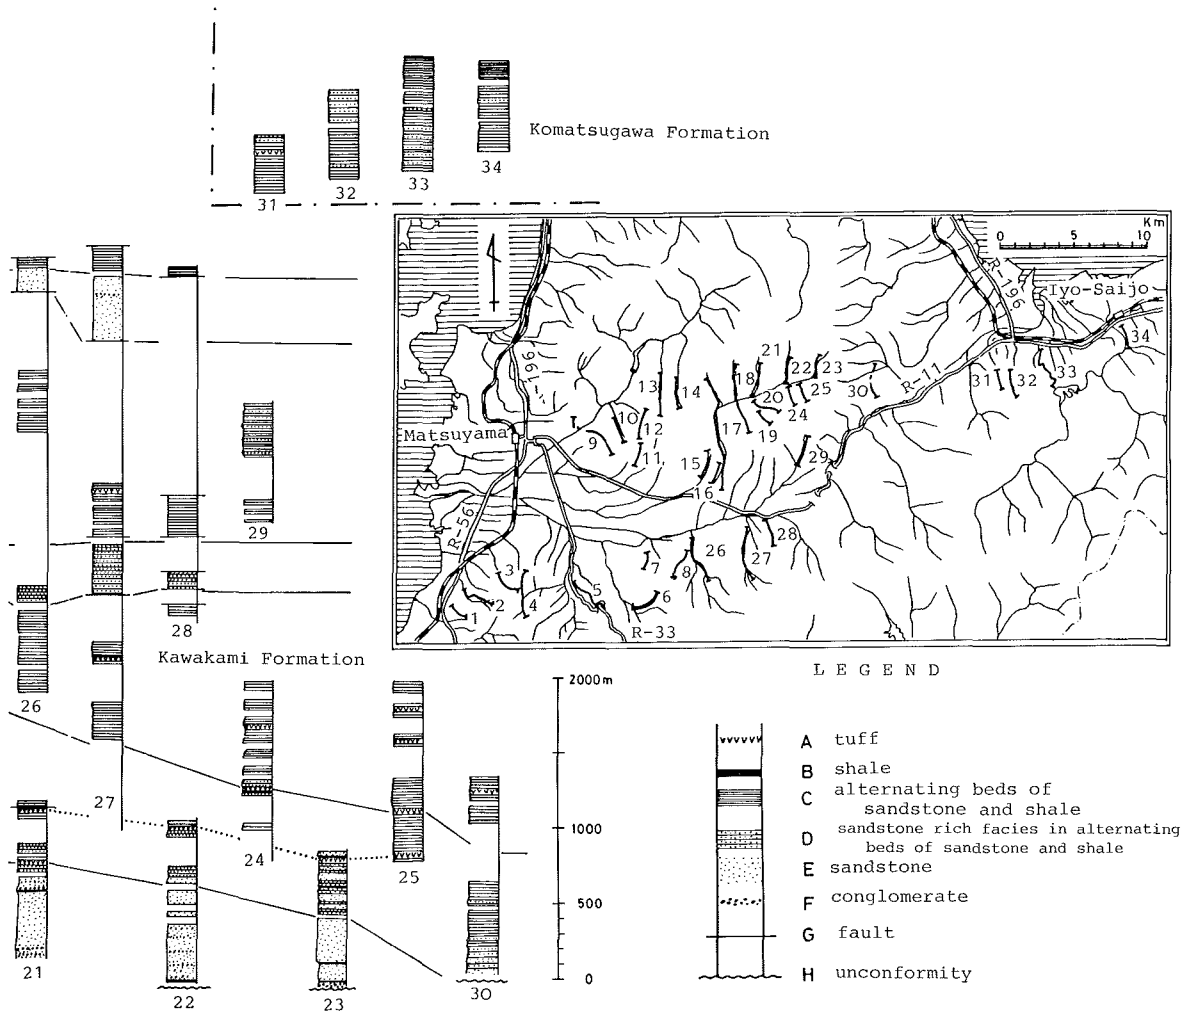 31
32
33
34
Komatsugawa Formation
Km
0 5 10
R-196
Iyo-Saijo
R-196
34
33
32
31
21
22
23
13
14
18
20
25
24
30
R-11
10
12
17
19
Matsuyama
9
11
15
29
16
R-56
28
26
27
3
7
8
5
2
4
6
1
R-33
29
28
Kawakami Formation
26
27
24
25
21
22
23
30
2000m
1000
500
0
LEGEND
A tuff
B shale
C alternating beds of
sandstone and shale
D sandstone rich facies in alternating
beds of sandstone and shale
E sandstone
F conglomerate
G fault
H unconformity